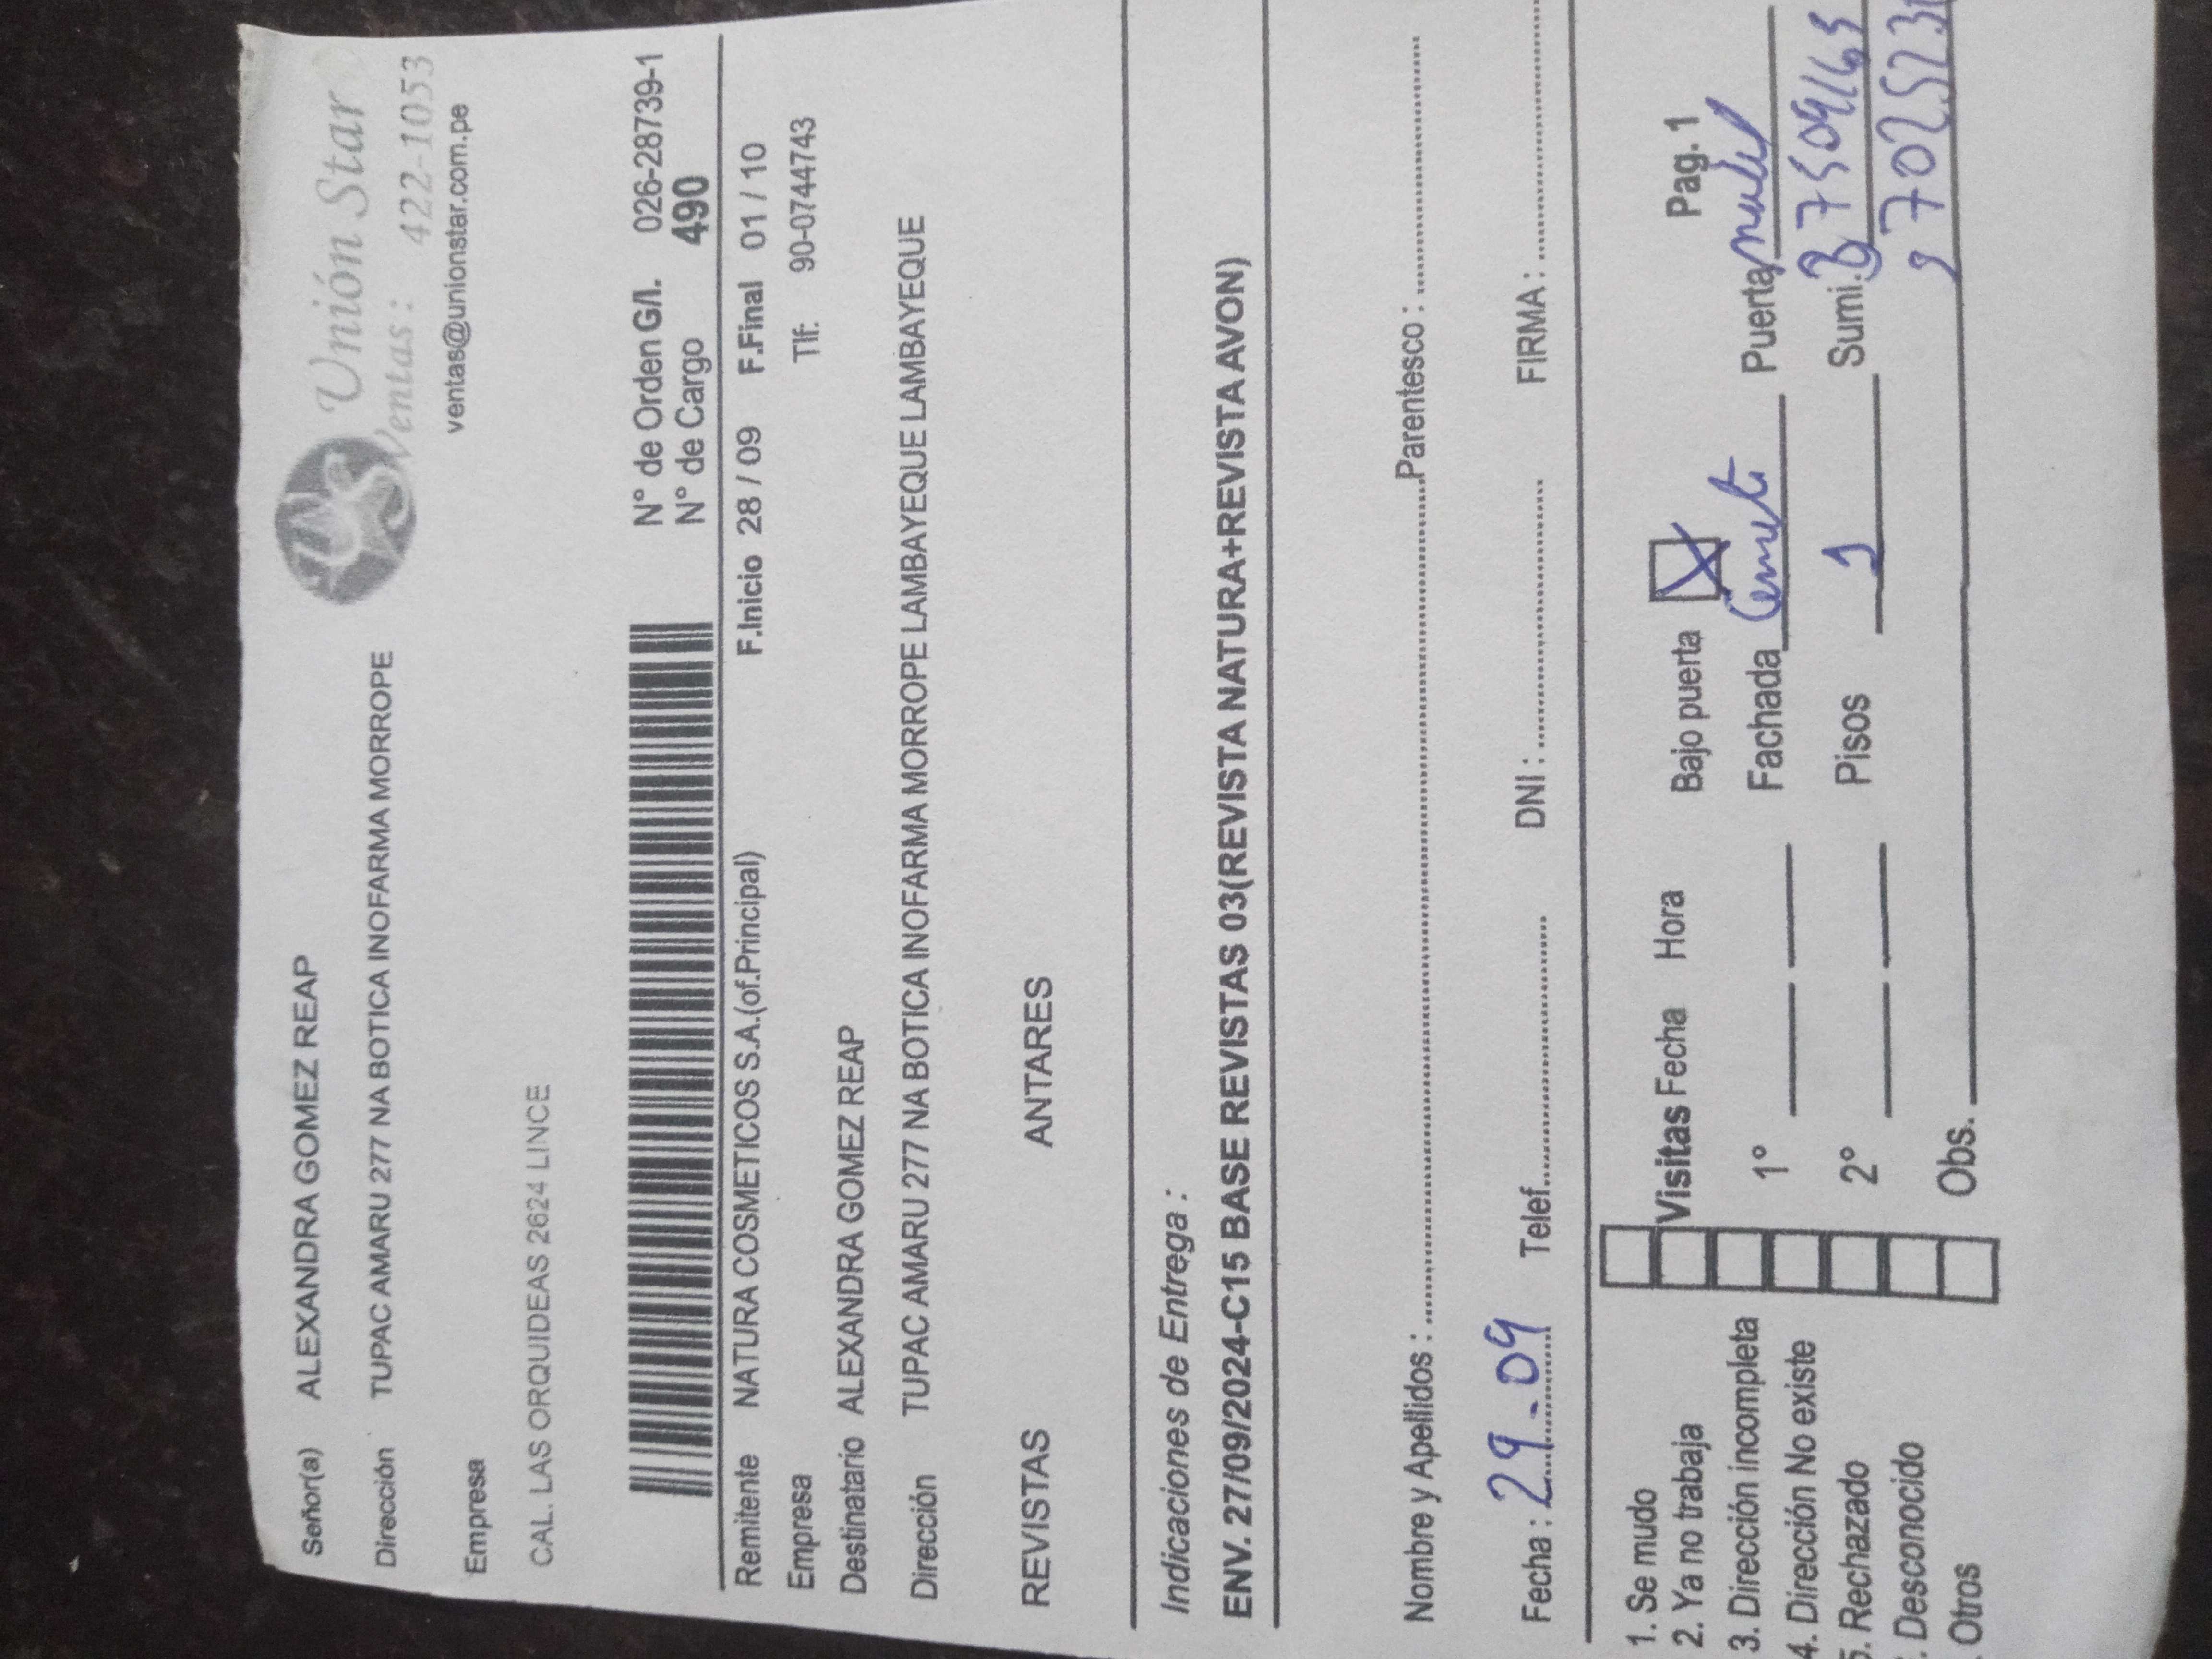 Señor(a) ALEXANDRA GOMEZ REAP
Unión Star
Ventas: 422-1053
Dirección TUPAC AMARU 277 NA BOTICA INOFARMA MORROPE
ventas@unionstar.com.pe
Empresa
CAL. LAS ORQUIDEAS 2624 LINCE
N° de Orden G/I. 026-28739-1
N° de Cargo 490
Remitente NATURA COSMETICOS S.A.(of.Principal) F.Inicio 28 / 09 F.Final 01 / 10
Empresa Tlf: 90-0744743
Destinatario ALEXANDRA GOMEZ REAP
Dirección TUPAC AMARU 277 NA BOTICA INOFARMA MORROPE LAMBAYEQUE LAMBAYEQUE LAMBAYEQUE
REVISTAS ANTARES
Indicaciones de Entrega :
ENV. 27/09/2024-C15 BASE REVISTAS 03(REVISTA NATURA+REVISTA AVON)
Nombre y Apellidos : Parentesco :
Fecha : 29-09 Telef. DNI : FIRMA :
1. Se mudo
2. Ya no trabaja
3. Dirección incompleta
4. Dirección No existe
5. Rechazado
. Desconocido
Otros
Visitas Fecha Hora Bajo puerta Pag. 1
1° Fachada Puerta
2° Pisos 1 Sumi.
Obs.